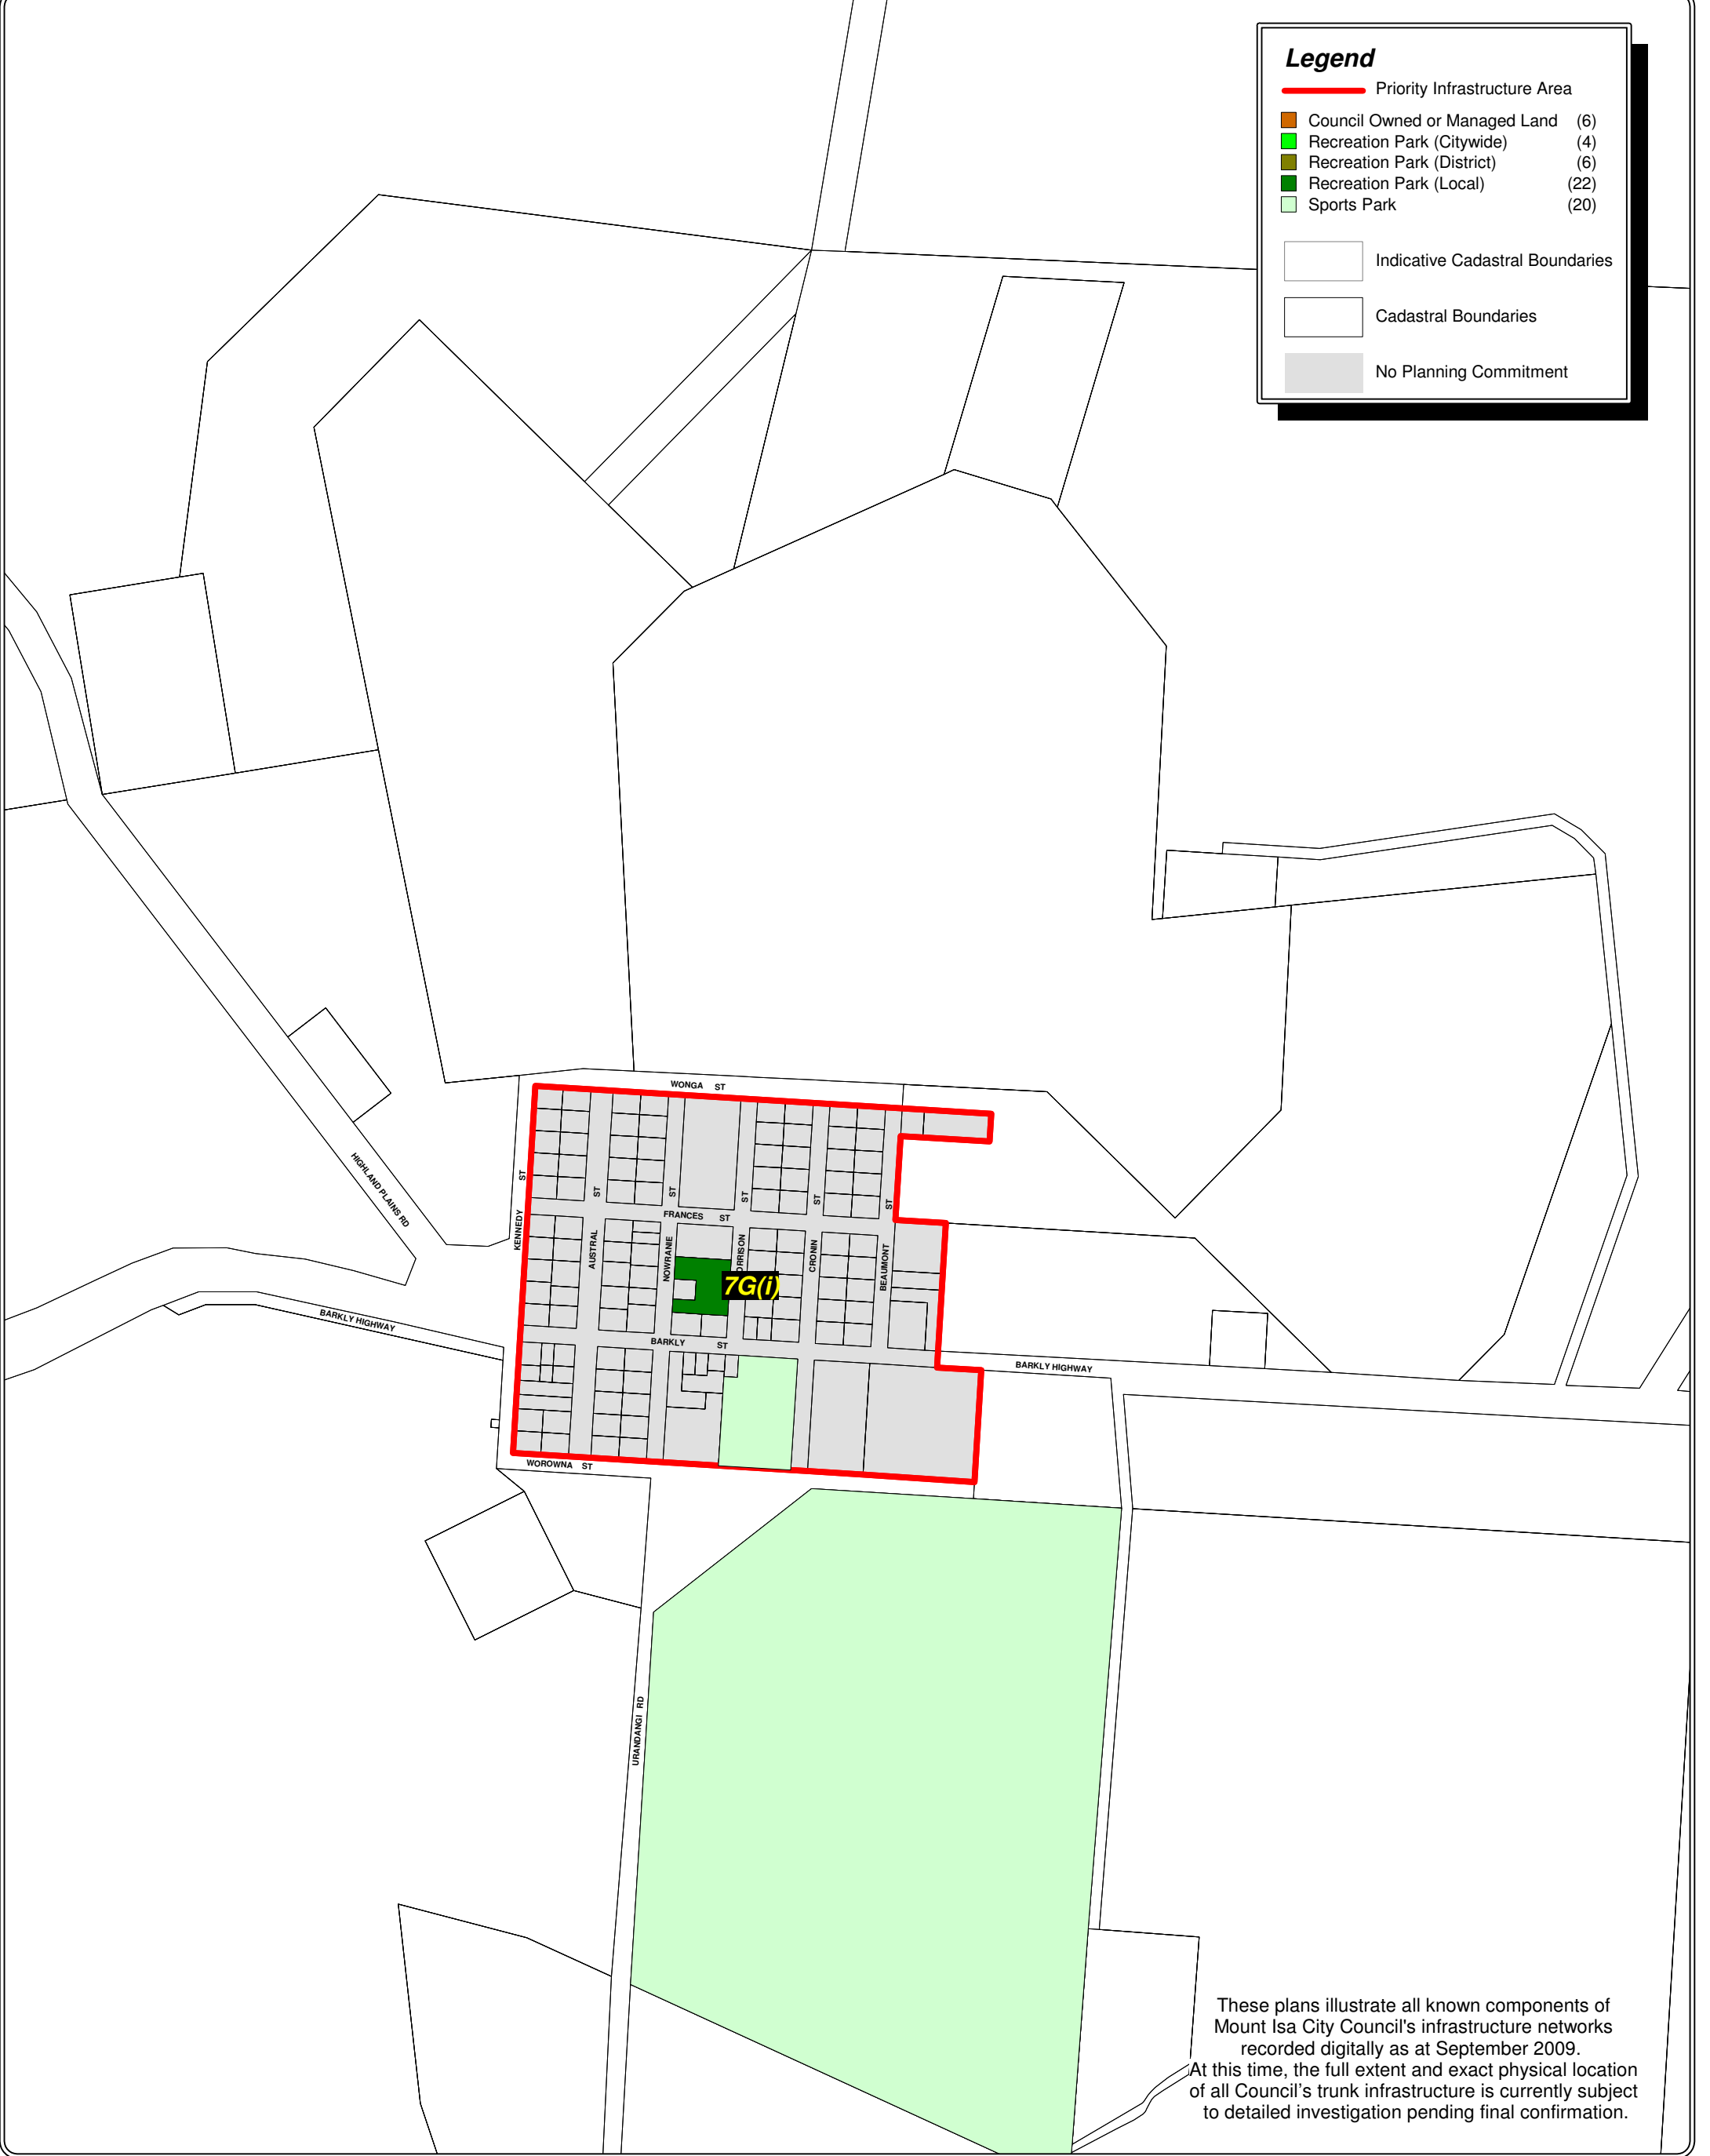 Legend
Priority Infrastructure Area
Council Owned or Managed Land (6)
Recreation Park (Citywide) (4)
Recreation Park (District) (6)
Recreation Park (Local) (22)
Sports Park (20)
Indicative Cadastral Boundaries
Cadastral Boundaries
No Planning Commitment
WONGA ST
HIGHLAND PLAINS RD
KENNEDY ST
AUSTRAL ST
NOWRANIE ST
ORRISON ST
CRONIN ST
BEAUMONT ST
FRANCES ST
7G(i)
BARKLY HIGHWAY
BARKLY ST
BARKLY HIGHWAY
WOROWNA ST
URANDANGI RD
These plans illustrate all known components of
Mount Isa City Council's infrastructure networks
recorded digitally as at September 2009.
At this time, the full extent and exact physical location
of all Council's trunk infrastructure is currently subject
to detailed investigation pending final confirmation.